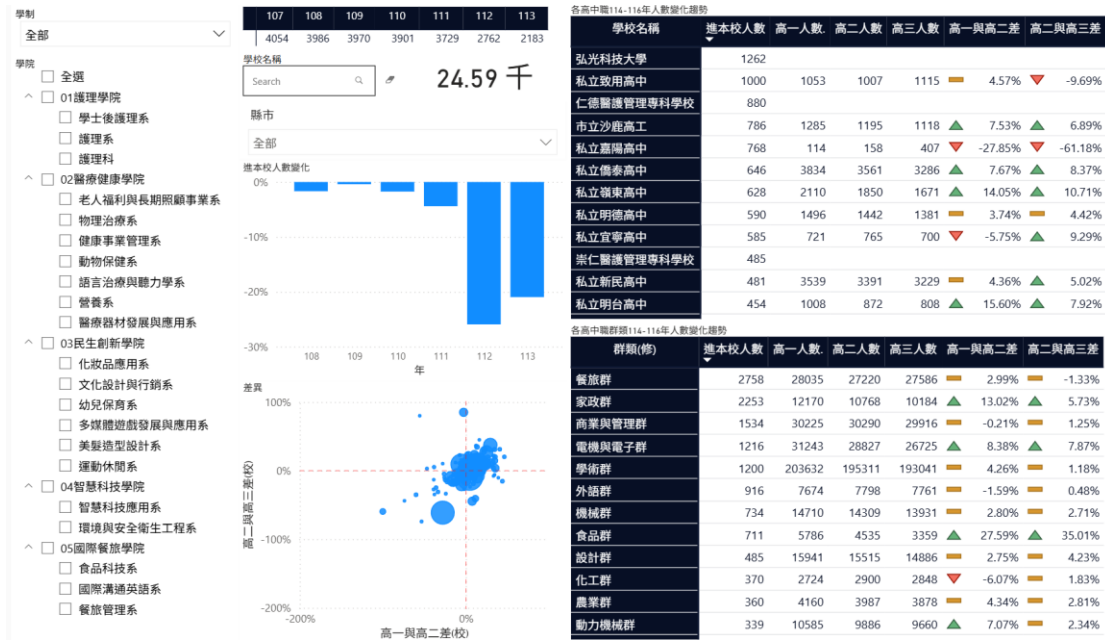 學制
全部
學院
全選
01護理學院
學士後護理系
護理系
護理科
02醫療健康學院
老人福利與長期照顧事業系
物理治療系
健康事業管理系
動物保健系
語言治療與聽力學系
營養系
醫療器材發展與應用系
03民生創新學院
化妝品應用系
文化設計與行銷系
幼兒保育系
多媒體遊戲發展與應用系
美髮造型設計系
運動休閒系
04智慧科技學院
智慧科技應用系
環境與安全衛生工程系
05國際餐旅學院
食品科技系
國際溝通英語系
餐旅管理系
107 108 109 110 111 112 113
4054 3986 3970 3901 3729 2762 2183
學校名稱
Search
24.59 千
縣市
全部
進本校人數變化
0%
-10%
-20%
-30%
108 109 110 111 112 113
年
差異
100%
0%
-100%
-200%
高二與高三差(校)
-200% 0%
高一與高二差(校)
各高中職114-116年人數變化趨勢
學校名稱 進本校人數 高一人數. 高二人數 高三人數 高一與高二差 高二與高三差
弘光科技大學 1262
私立致用高中 1000 1053 1007 1115 4.57% -9.69%
仁德醫護管理專科學校 880
市立沙鹿高工 786 1285 1195 1118 7.53% 6.89%
私立嘉陽高中 768 114 158 407 -27.85% -61.18%
私立僑泰高中 646 3834 3561 3286 7.67% 8.37%
私立嶺東高中 628 2110 1850 1671 14.05% 10.71%
私立明德高中 590 1496 1442 1381 3.74% 4.42%
私立宜寧高中 585 721 765 700 -5.75% 9.29%
崇仁醫護管理專科學校 485
私立新民高中 481 3539 3391 3229 4.36% 5.02%
私立明台高中 454 1008 872 808 15.60% 7.92%
各高中職群類114-116年人數變化趨勢
群類(修) 進本校人數 高一人數. 高二人數 高三人數 高一與高二差 高二與高三差
餐旅群 2758 28035 27220 27586 2.99% -1.33%
家政群 2253 12170 10768 10184 13.02% 5.73%
商業與管理群 1534 30225 30290 29916 -0.21% 1.25%
電機與電子群 1216 31243 28827 26725 8.38% 7.87%
學術群 1200 203632 195311 193041 4.26% 1.18%
外語群 916 7674 7798 7761 -1.59% 0.48%
機械群 734 14710 14309 13931 2.80% 2.71%
食品群 711 5786 4535 3359 27.59% 35.01%
設計群 485 15941 15515 14886 2.75% 4.23%
化工群 370 2724 2900 2848 -6.07% 1.83%
農業群 360 4160 3987 3878 4.34% 2.81%
動力機械群 339 10585 9886 9660 7.07% 2.34%